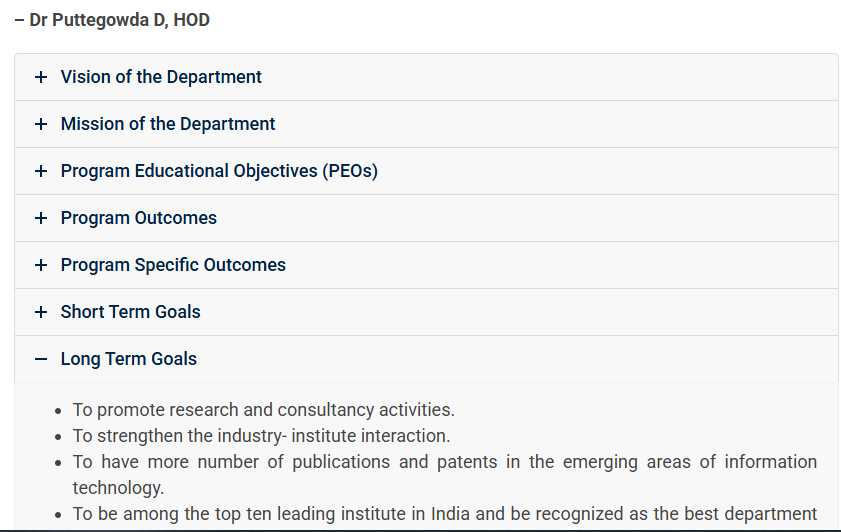 – Dr Puttegowda D, HOD
+ Vision of the Department
+ Mission of the Department
+ Program Educational Objectives (PEOs)
+ Program Outcomes
+ Program Specific Outcomes
+ Short Term Goals
− Long Term Goals
• To promote research and consultancy activities.
• To strengthen the industry- institute interaction.
• To have more number of publications and patents in the emerging areas of information
technology.
• To be among the top ten leading institute in India and be recognized as the best department